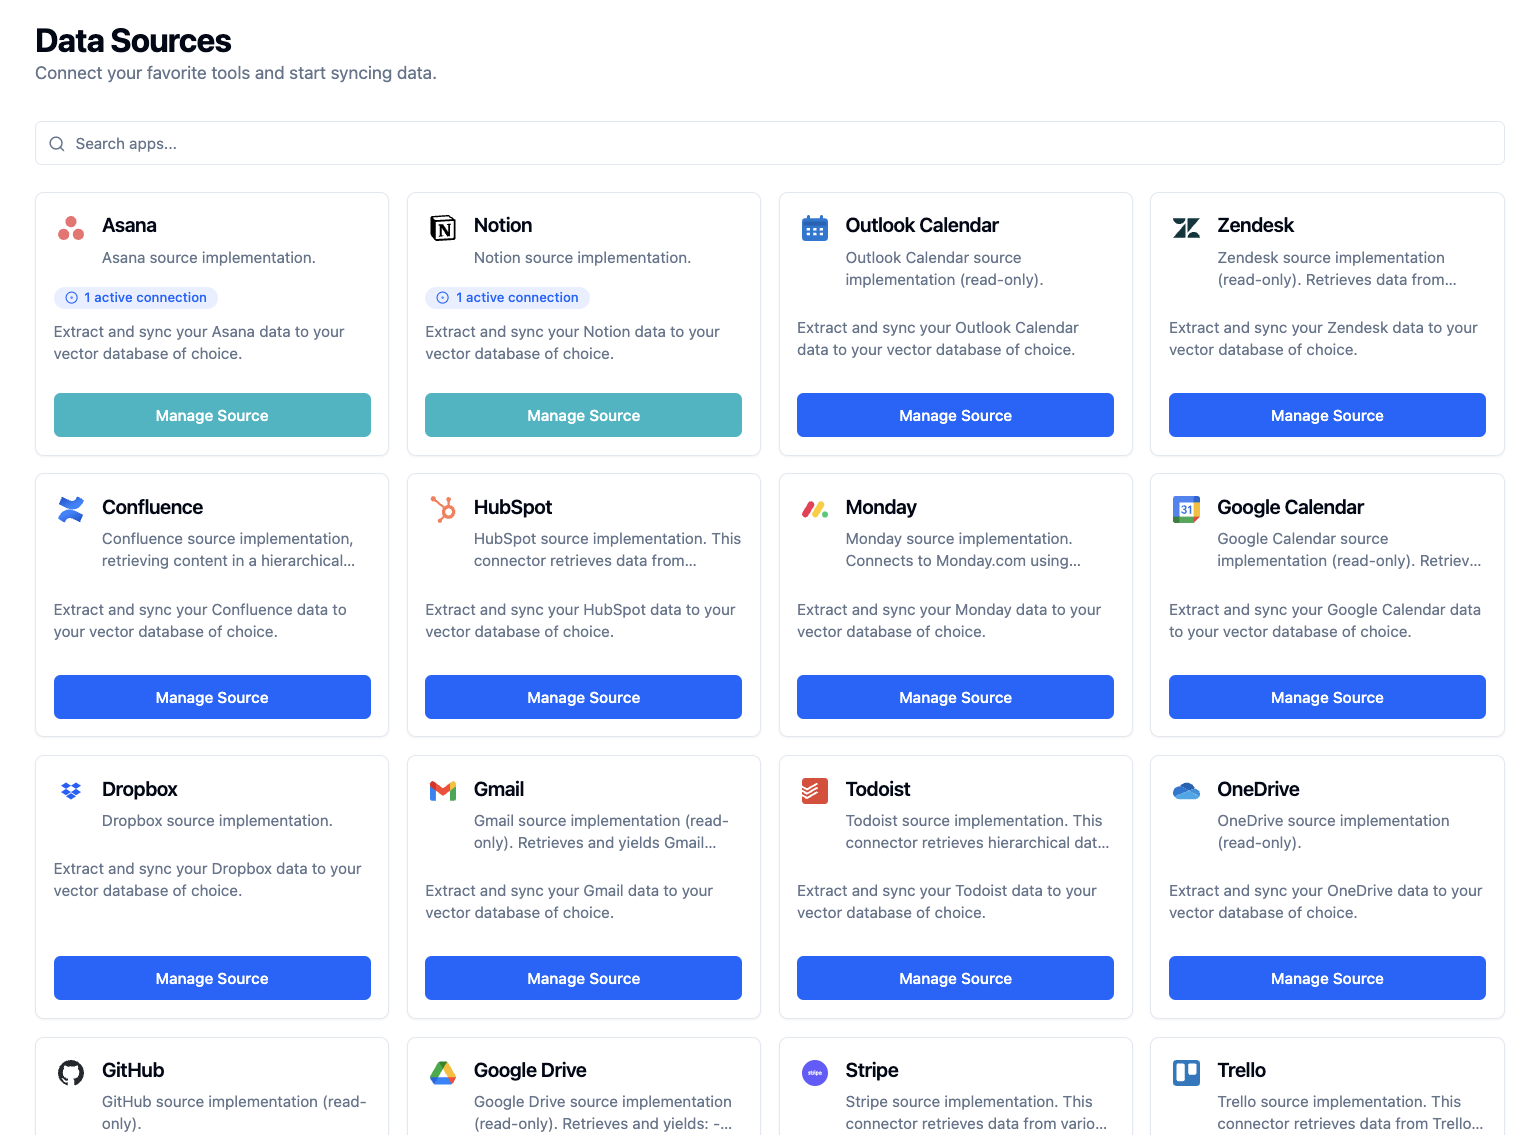 Data Sources
Connect your favorite tools and start syncing data.
Search apps...
Asana
Asana source implementation.
1 active connection
Extract and sync your Asana data to your
vector database of choice.
Manage Source
Notion
Notion source implementation.
1 active connection
Extract and sync your Notion data to your
vector database of choice.
Manage Source
Outlook Calendar
Outlook Calendar source
implementation (read-only).
Extract and sync your Outlook Calendar
data to your vector database of choice.
Manage Source
Zendesk
Zendesk source implementation
(read-only). Retrieves data from...
Extract and sync your Zendesk data to your
vector database of choice.
Manage Source
Confluence
Confluence source implementation,
retrieving content in a hierarchical...
Extract and sync your Confluence data to
your vector database of choice.
Manage Source
HubSpot
HubSpot source implementation. This
connector retrieves data from...
Extract and sync your HubSpot data to your
vector database of choice.
Manage Source
Monday
Monday source implementation.
Connects to Monday.com using...
Extract and sync your Monday data to your
vector database of choice.
Manage Source
31
Google Calendar
Google Calendar source
implementation (read-only). Retriev...
Extract and sync your Google Calendar data
to your vector database of choice.
Manage Source
Dropbox
Dropbox source implementation.
Extract and sync your Dropbox data to your
vector database of choice.
Manage Source
Gmail
Gmail source implementation (read-
only). Retrieves and yields Gmail...
Extract and sync your Gmail data to your
vector database of choice.
Manage Source
Todoist
Todoist source implementation. This
connector retrieves hierarchical dat...
Extract and sync your Todoist data to your
vector database of choice.
Manage Source
OneDrive
OneDrive source implementation
(read-only).
Extract and sync your OneDrive data to your
vector database of choice.
Manage Source
GitHub
GitHub source implementation (read-
only).
Google Drive
Google Drive source implementation
(read-only). Retrieves and yields: -...
stripe
Stripe
Stripe source implementation. This
connector retrieves data from vario...
Trello
Trello source implementation. This
connector retrieves data from Trello...